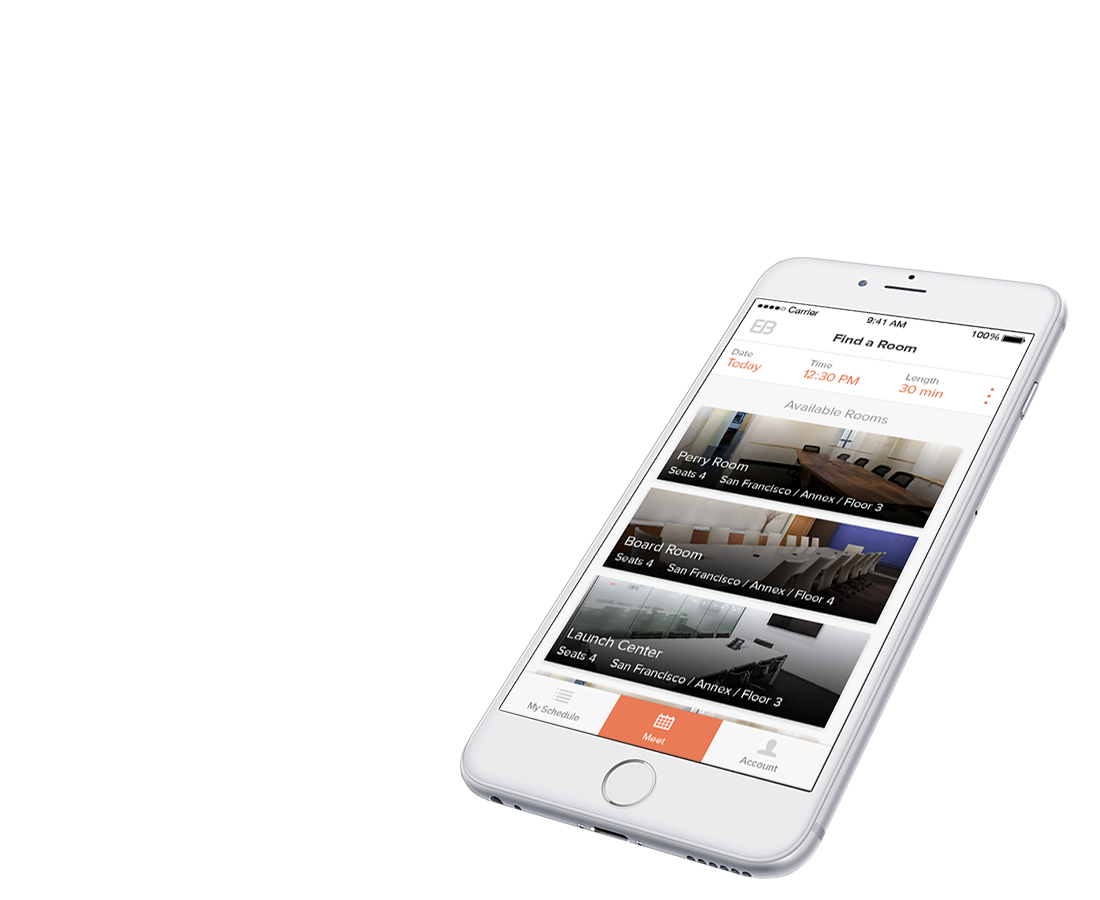 Carrier 9:41 AM 100%
EB Find a Room
Date Time Length
Today 12:30 PM 30 min
Available Rooms
Perry Room
Seats 4 San Francisco / Annex / Floor 3
Board Room
Seats 4 San Francisco / Annex / Floor 4
Launch Center
Seats 4 San Francisco / Annex / Floor 3
My Schedule Meet Account